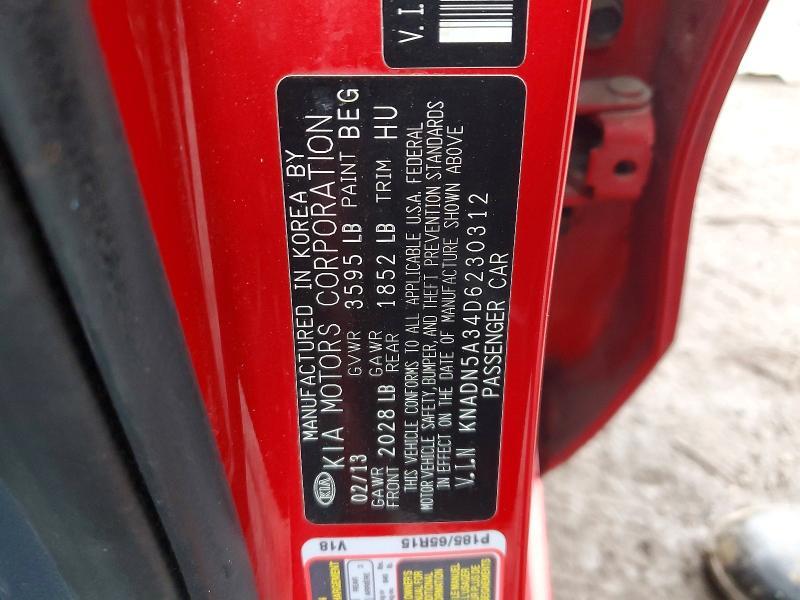 V.I.
MANUFACTURED IN KOREA BY
KIA KIA MOTORS CORPORATION
02/13 GVWR 3595 LB PAINT BEG
GAWR FRONT 2028 LB GAWR REAR 1852 LB TRIM HU
THIS VEHICLE CONFORMS TO ALL APPLICABLE U.S.A. FEDERAL
MOTOR VEHICLE SAFETY, BUMPER, AND THEFT PREVENTION STANDARDS
IN EFFECT ON THE DATE OF MANUFACTURE SHOWN ABOVE
V.I.N KNADN5A34D6230312
PASSENGER CAR
V18 P185/65R15